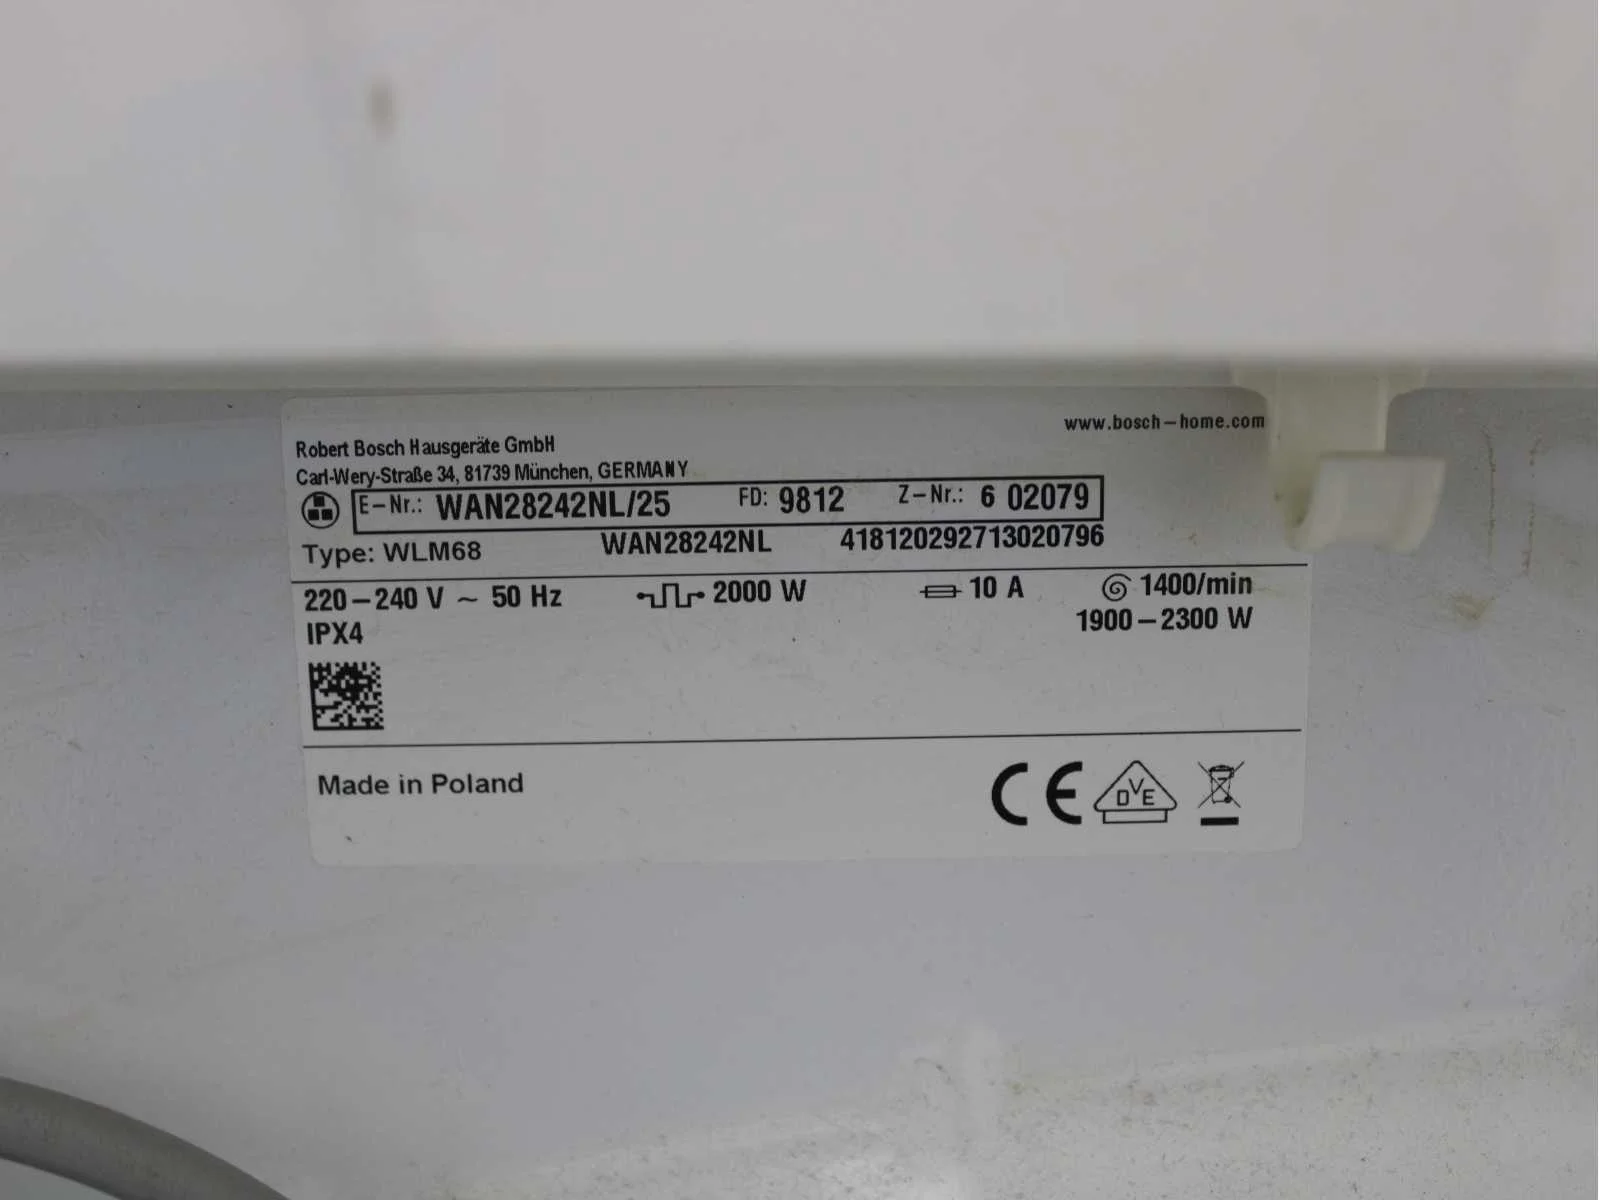 www.bosch-home.com
Robert Bosch Hausgeräte GmbH
Carl-Wery-Straße 34, 81739 München, GERMANY
E-Nr.: WAN28242NL/25 FD: 9812 Z-Nr.: 6 02079
Type: WLM68 WAN28242NL 418120292713020796
220-240 V ~ 50 Hz 2000 W 10 A 1400/min
IPX4 1900-2300 W
Made in Poland
CE DVE